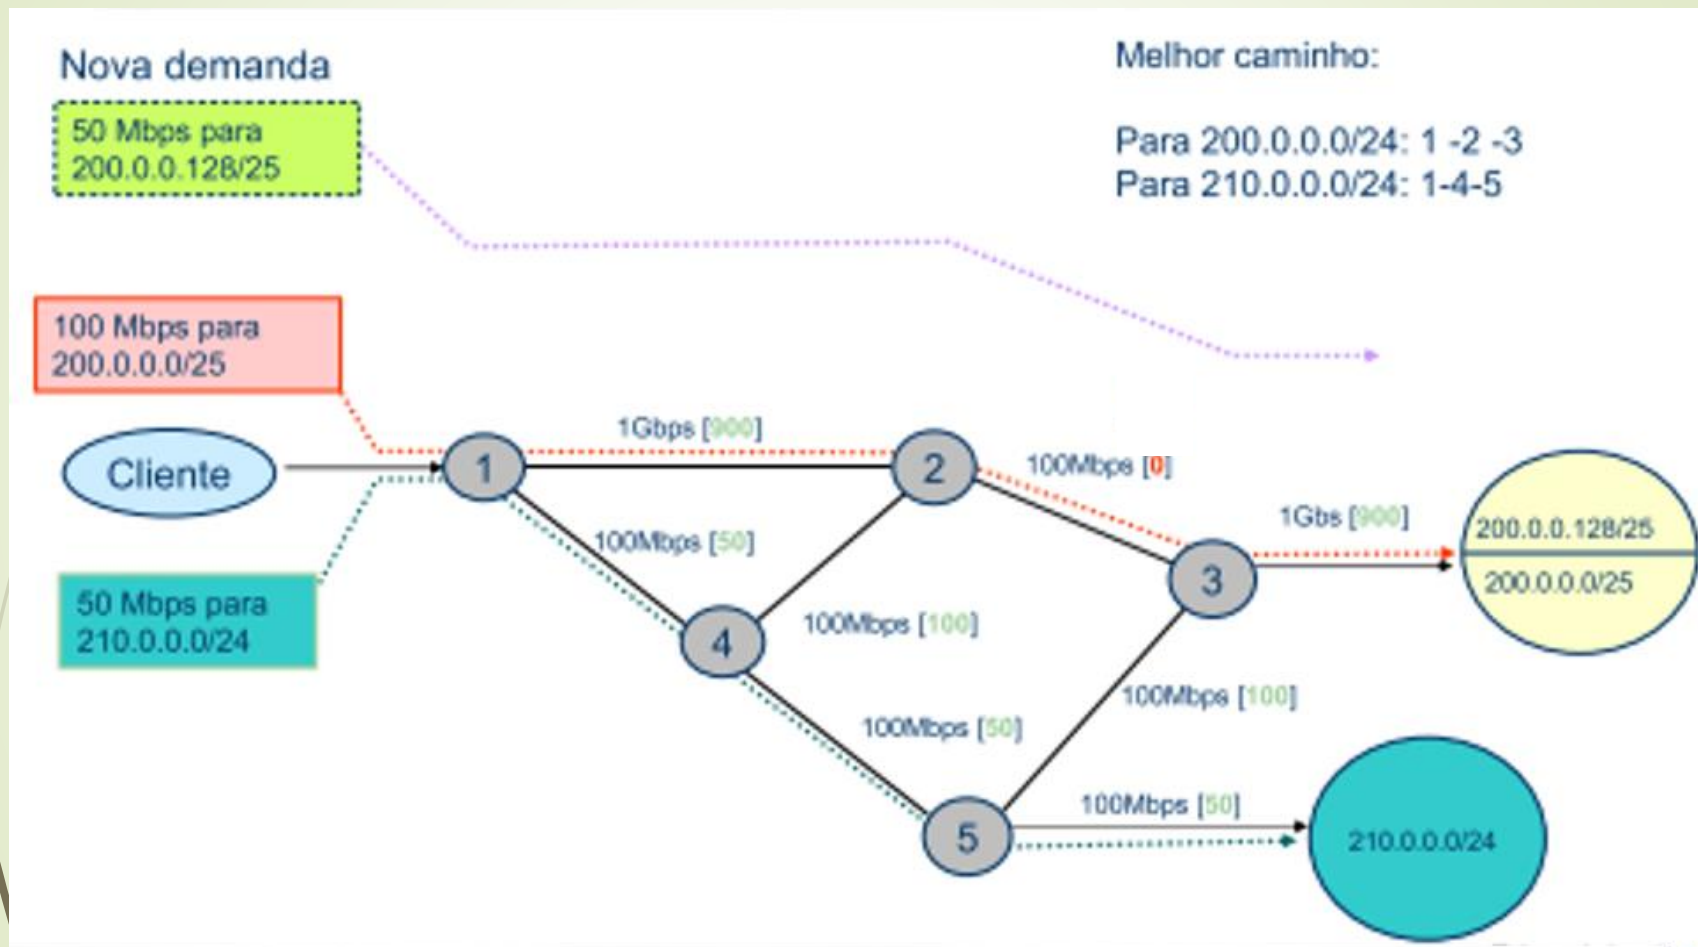 Nova demanda
50 Mbps para
200.0.0.128/25
Melhor caminho:
Para 200.0.0.0/24: 1 -2 -3
Para 210.0.0.0/24: 1-4-5
100 Mbps para
200.0.0.0/25
Cliente
50 Mbps para
210.0.0.0/24
1
1Gbps [900]
2
100Mbps [0]
3
1Gbs [900]
200.0.0.128/25
200.0.0.0/25
100Mbps [50]
4
100Mbps [100]
100Mbps [50]
100Mbps [100]
5
100Mbps [50]
210.0.0.0/24